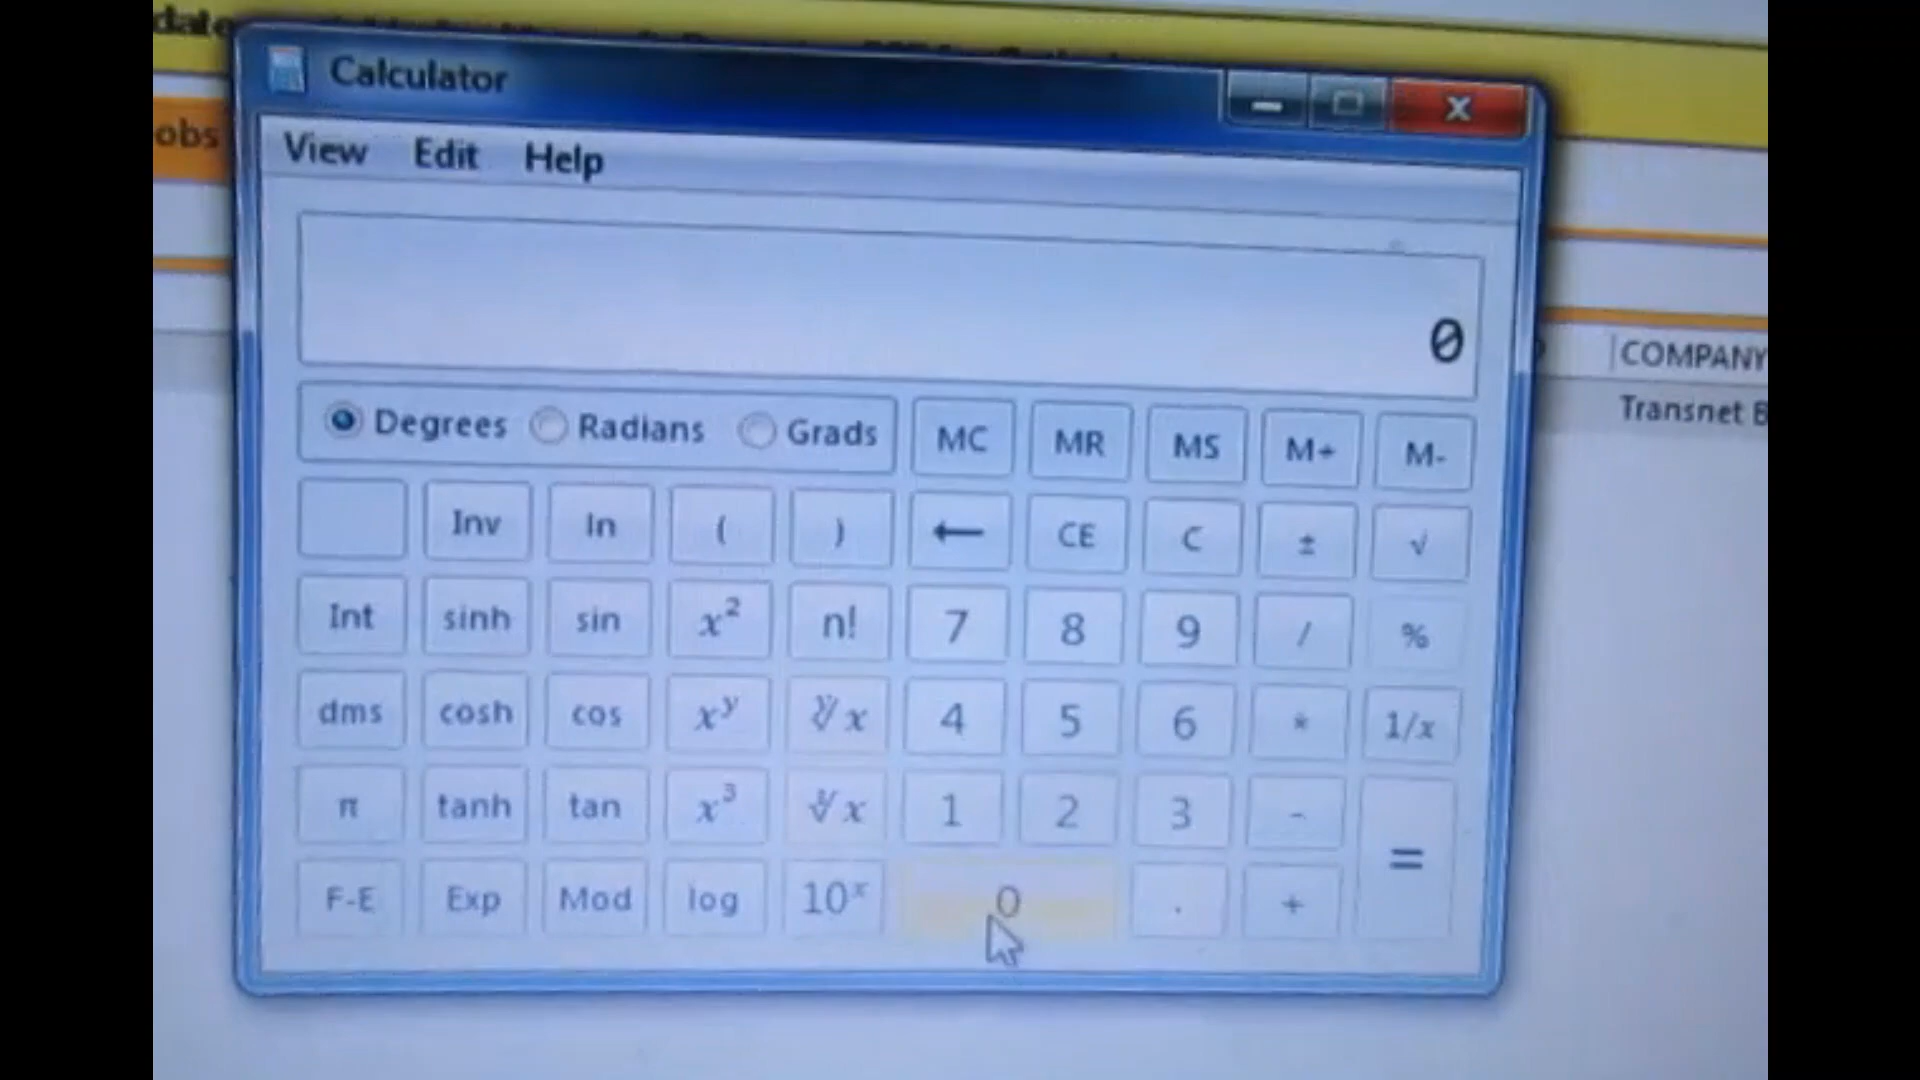 Calculator
obs
View Edit Help
0
COMPANY
Transnet B
Degrees Radians Grads MC MR MS M+ M-
Inv ln ( ) ← CE C ± √
Int sinh sin x² n! 7 8 9 / %
dms cosh cos xʸ ʸ√x 4 5 6 * 1/x
π tanh tan x³ ³√x 1 2 3 -
=
F-E Exp Mod log 10ˣ 0 . +